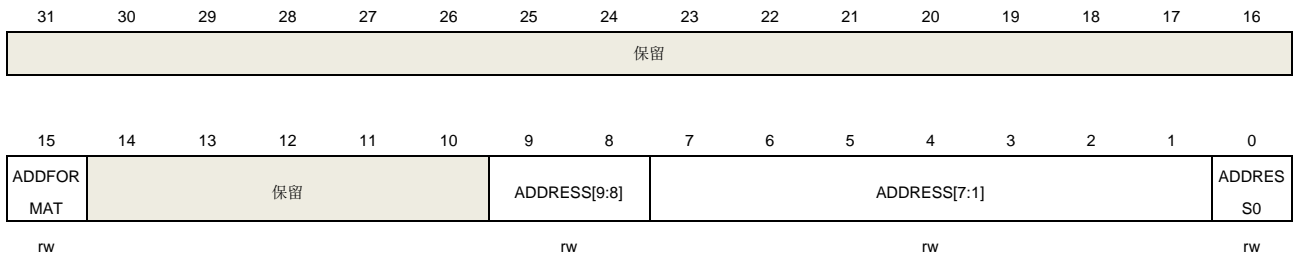 31 30 29 28 27 26 25 24 23 22 21 20 19 18 17 16
保留
15 14 13 12 11 10 9 8 7 6 5 4 3 2 1 0
ADDFOR
MAT
保留
ADDRESS[9:8]
ADDRESS[7:1]
ADDRES
S0
rw rw rw rw